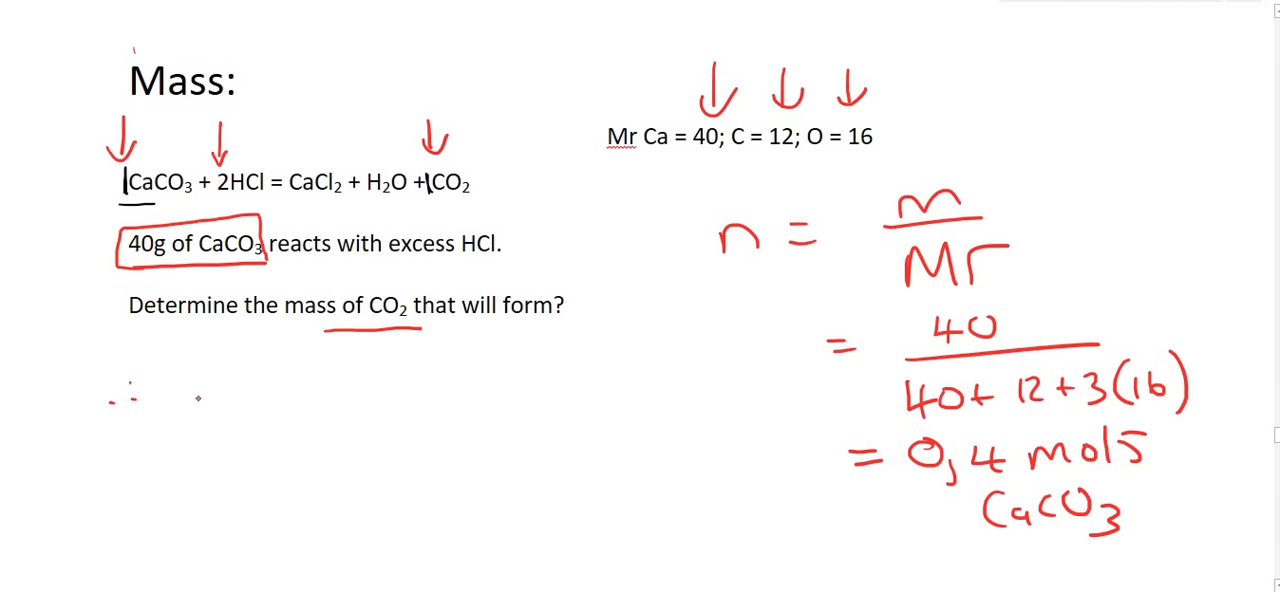 Mass:
Mr Ca = 40; C = 12; O = 16
1CaCO₃ + 2HCl = CaCl₂ + H₂O +1CO₂
40g of CaCO₃ reacts with excess HCl.
Determine the mass of CO₂ that will form?
n = m / Mr
= 40 / 40+ 12+3(16)
= 0,4 mols
CaCO₃
∴